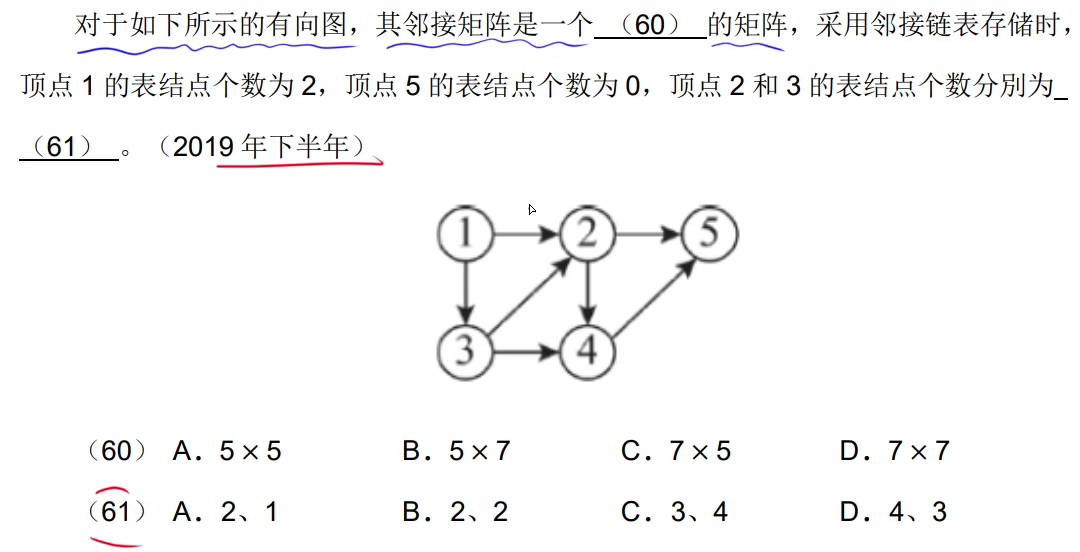 对于如下所示的有向图，其邻接矩阵是一个 （60） 的矩阵，采用邻接链表存储时，
顶点 1 的表结点个数为 2，顶点 5 的表结点个数为 0，顶点 2 和 3 的表结点个数分别为_
（61） 。（2019 年下半年）
1 2 5
3 4
（60） A．5×5 B．5×7 C．7×5 D．7×7
（61） A．2、1 B．2、2 C．3、4 D．4、3